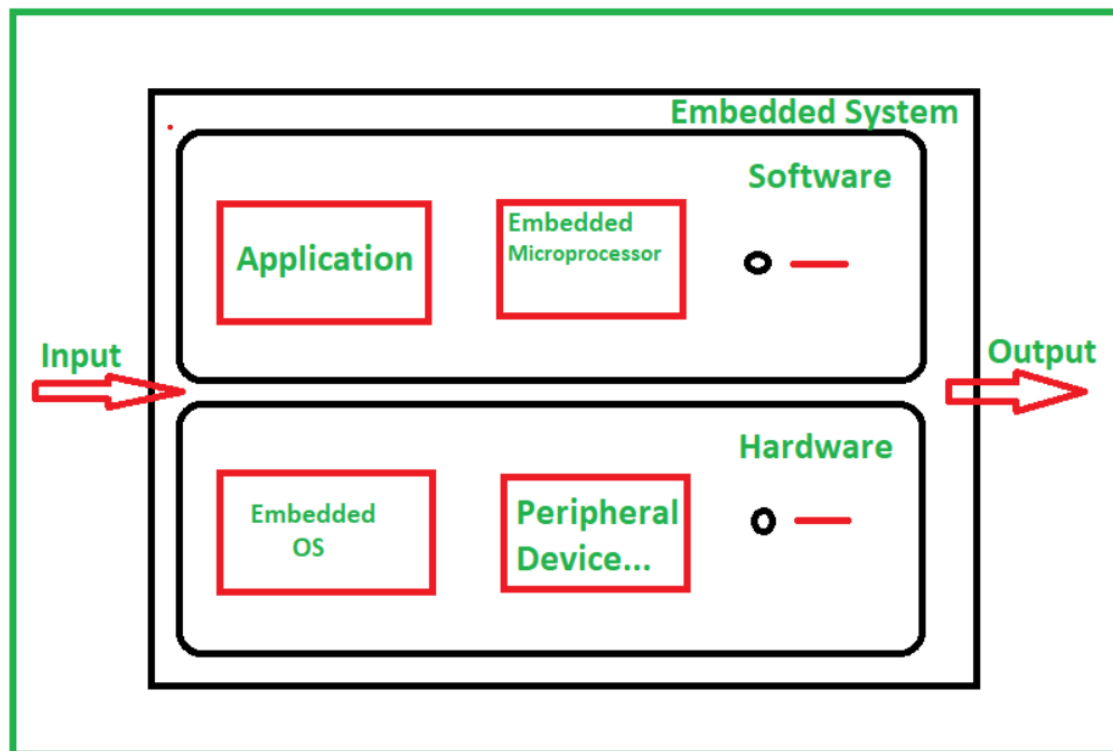 Embedded System
Software
Application
Embedded
Microprocessor
Input
Output
Hardware
Embedded
OS
Peripheral
Device...